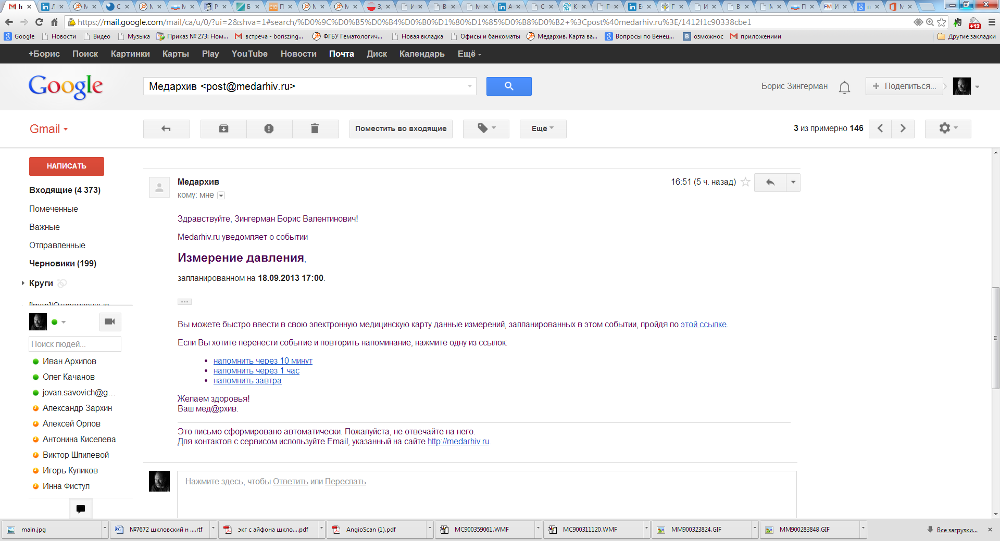 https://mail.google.com/mail/ca/u/0/?ui=2&shva=1#search/%D0%9C%D0%B5%D0%B4%D0%B0%D1%80%D1%85%D0%B8%D0%B2+%3Cpost%40medarhiv.ru%3E/1412f1c90338cbe1
Google Новости Видео Музыка Приказ № 273: Ном... встреча - boriszing... ФГБУ Гематологич... Новая вкладка Офисы и банкоматы Медархив. Карта ва... Вопросы по Венец... озможнос приложениии Другие закладки
+Борис Поиск Картинки Карты Play YouTube Новости Почта Диск Календарь Ещё
Google Медархив <post@medarhiv.ru> Борис Зингерман + Поделиться...
Gmail Поместить во входящие Ещё 3 из примерно 146
НАПИСАТЬ
Входящие (4 373)
Помеченные
Важные
Отправленные
Черновики (199)
Круги
[Imap]/Отправленные
Поиск людей...
Иван Архипов
Олег Качанов
jovan.savovich@g...
Александр Зархин
Алексей Орлов
Антонина Киселева
Виктор Шпилевой
Игорь Куликов
Инна Фистул
Медархив 16:51 (5 ч. назад)
кому: мне
Здравствуйте, Зингерман Борис Валентинович!
Medarhiv.ru уведомляет о событии
Измерение давления,
запланированном на 18.09.2013 17:00.
Вы можете быстро ввести в свою электронную медицинскую карту данные измерений, запланированных в этом событии, пройдя по этой ссылке.
Если Вы хотите перенести событие и повторить напоминание, нажмите одну из ссылок:
• напомнить через 10 минут
• напомнить через 1 час
• напомнить завтра
Желаем здоровья!
Ваш мед@рхив.
Это письмо сформировано автоматически. Пожалуйста, не отвечайте на него.
Для контактов с сервисом используйте Email, указанный на сайте http://medarhiv.ru.
Нажмите здесь, чтобы Ответить или Переслать
main.jpg №7672 шкловский н ....rtf экг с айфона шкло....pdf AngioScan (1).pdf MC900359061.WMF MC900311120.WMF MM900323824.GIF MM900283848.GIF Все загрузки...